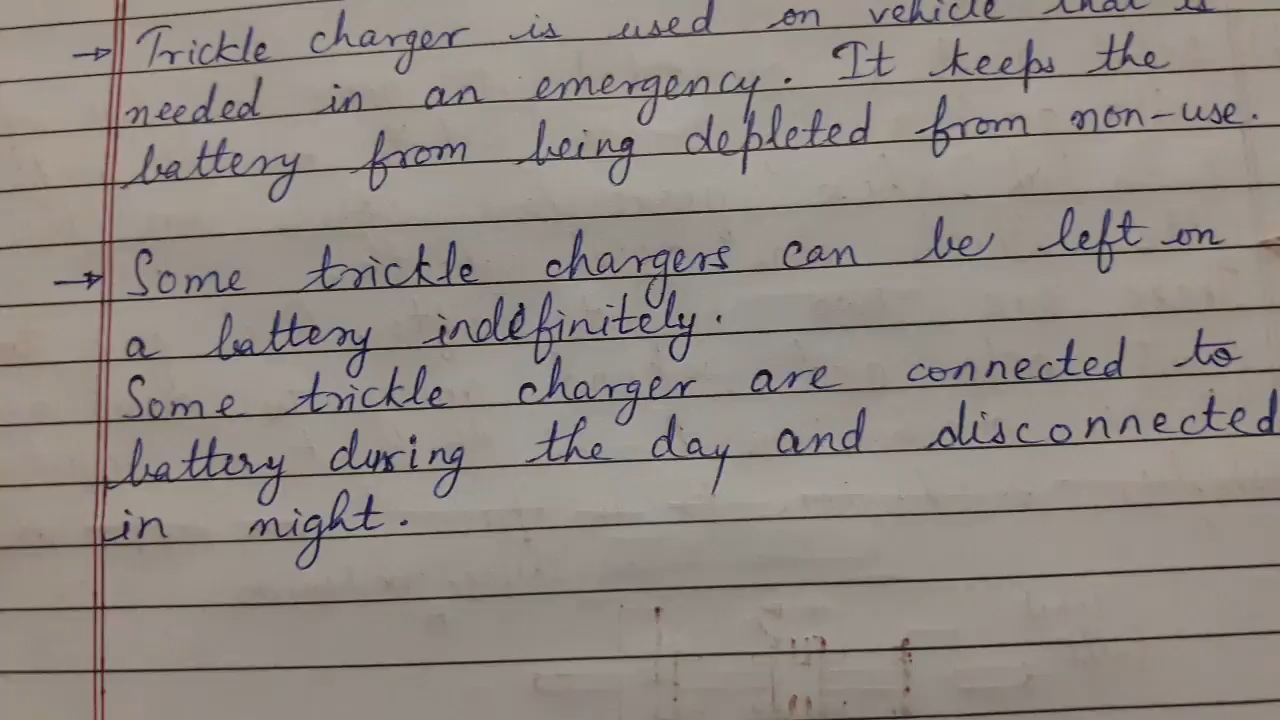 → Trickle charger is used on vehicle that is
needed in an emergency. It keeps the
battery from being depleted from non-use.
→ Some trickle chargers can be left on
a battery indefinitely.
Some trickle charger are connected to
battery during the day and disconnected
in night.